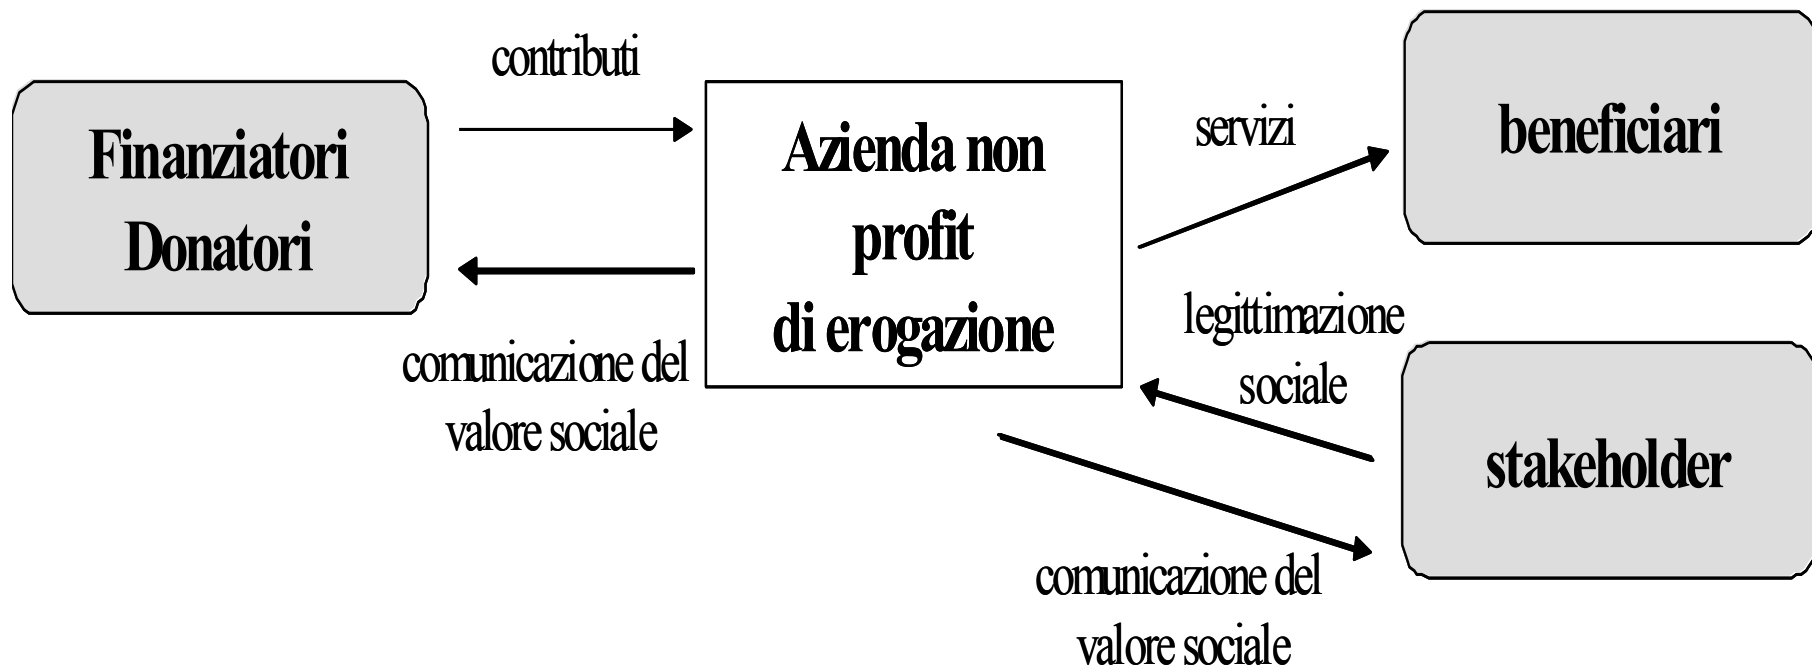 contributi
Finanziatori
Donatori
comunicazione del
valore sociale
Azienda non
profit
di erogazione
servizi
beneficiari
legittimazione
sociale
stakeholder
comunicazione del
valore sociale